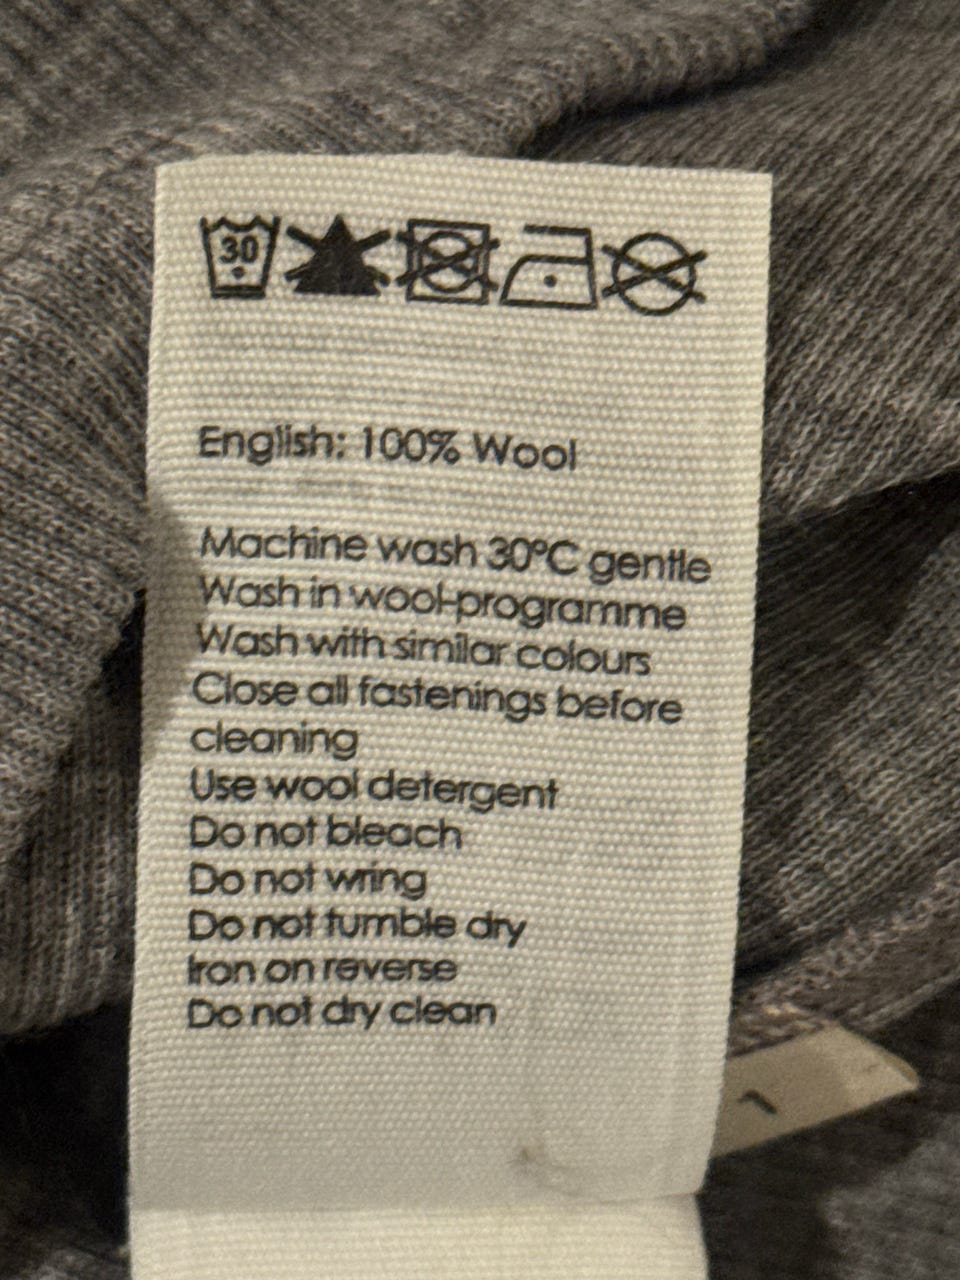 30
English: 100% Wool
Machine wash 30°C gentle
Wash in wool-programme
Wash with similar colours
Close all fastenings before
cleaning
Use wool detergent
Do not bleach
Do not wring
Do not tumble dry
Iron on reverse
Do not dry clean